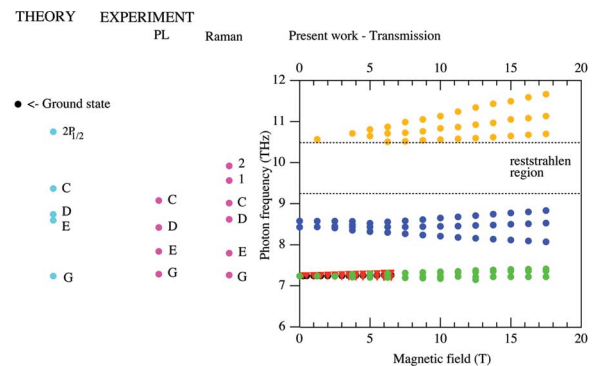 THEORY EXPERIMENT
PL Raman Present work - Transmission
0 5 10 15 20
12
<- Ground state
11
2P1/2
10
reststrahlen
region
9
8
7
6
2
1
C C C
D D D
E E E
G G G
Photon frequency (THz)
0 5 10 15 20
Magnetic field (T)